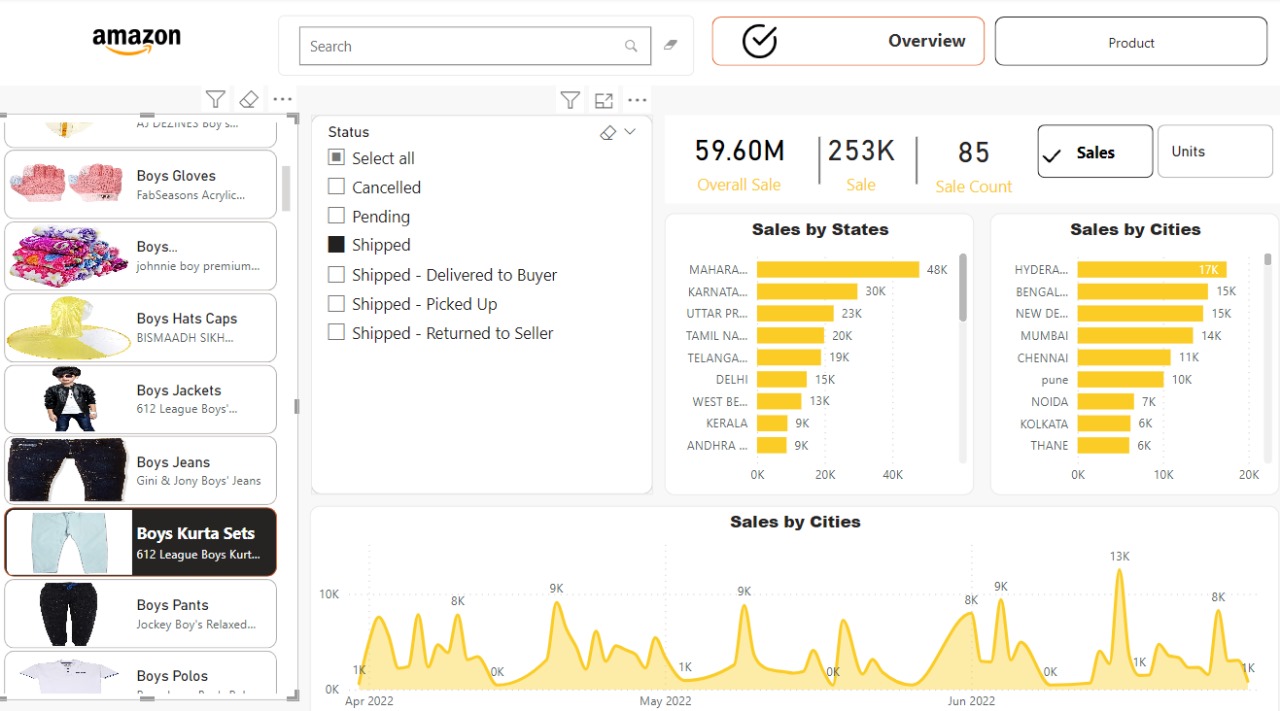 amazon
Search
Overview
Product
AJ DEZINES Boy's...
Boys Gloves
FabSeasons Acrylic...
Boys...
johnnie boy premium...
Boys Hats Caps
BISMAADH SIKH...
Boys Jackets
612 League Boys'...
Boys Jeans
Gini & Jony Boys' Jeans
Boys Kurta Sets
612 League Boys Kurt...
Boys Pants
Jockey Boy's Relaxed...
Boys Polos
Status
Select all
Cancelled
Pending
Shipped
Shipped - Delivered to Buyer
Shipped - Picked Up
Shipped - Returned to Seller
59.60M
Overall Sale
253K
Sale
85
Sale Count
Sales
Units
Sales by States
MAHARA... 48K
KARNATA... 30K
UTTAR PR... 23K
TAMIL NA... 20K
TELANGA... 19K
DELHI 15K
WEST BE... 13K
KERALA 9K
ANDHRA ... 9K
0K 20K 40K
Sales by Cities
HYDERA... 17K
BENGAL... 15K
NEW DE... 15K
MUMBAI 14K
CHENNAI 11K
pune 10K
NOIDA 7K
KOLKATA 6K
THANE 6K
0K 10K 20K
Sales by Cities
10K
0K
1K 8K 0K 9K 1K 9K 0K 8K 9K 0K 13K 1K 8K 1K
Apr 2022 May 2022 Jun 2022